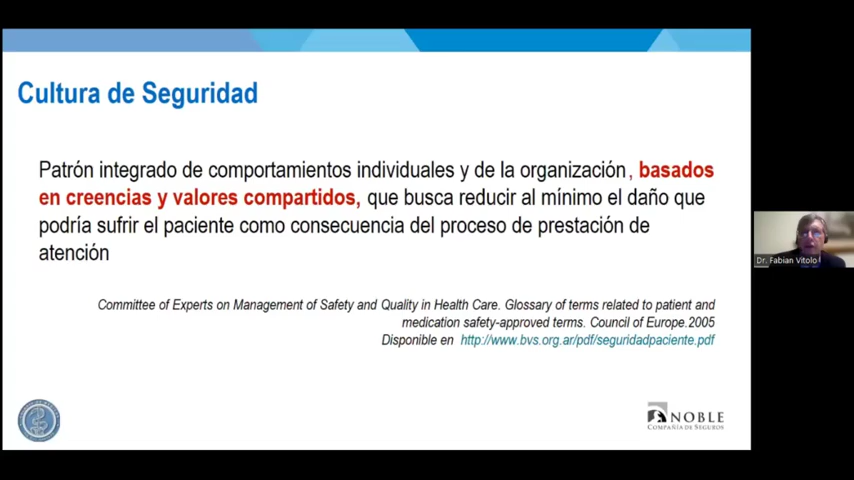 Cultura de Seguridad
Patrón integrado de comportamientos individuales y de la organización, basados
en creencias y valores compartidos, que busca reducir al mínimo el daño que
podría sufrir el paciente como consecuencia del proceso de prestación de
atención
Committee of Experts on Management of Safety and Quality in Health Care. Glossary of terms related to patient and
medication safety-approved terms. Council of Europe.2005
Disponible en http://www.bvs.org.ar/pdf/seguridadpaciente.pdf
Dr. Fabian Vitolo
NOBLE
COMPAÑÍA DE SEGUROS